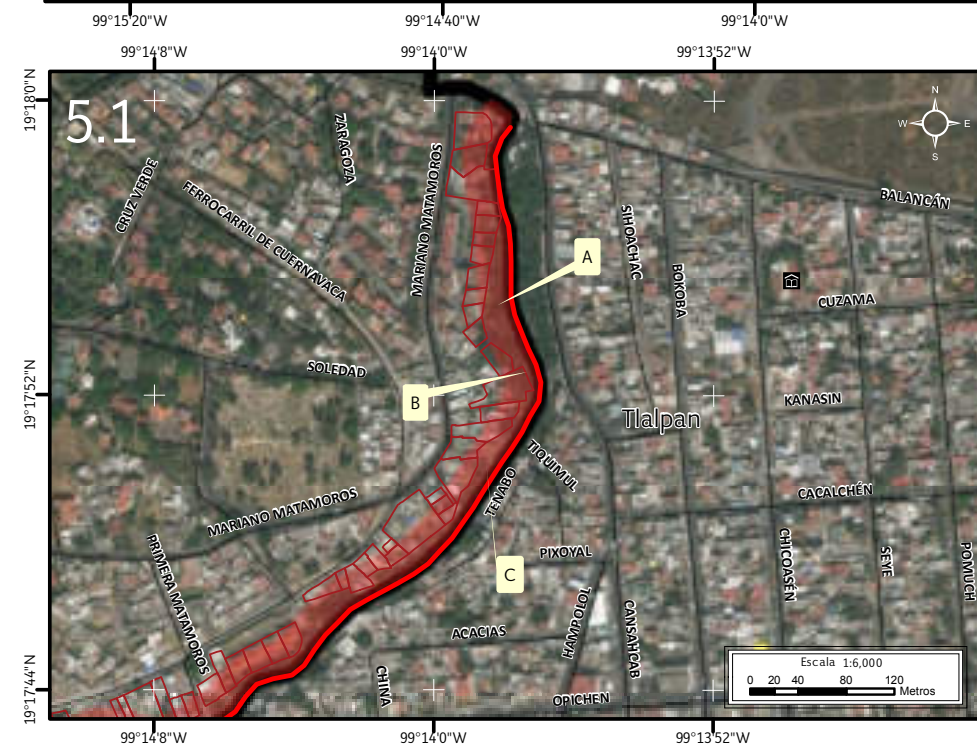 99°15'20"W 99°14'40"W 99°14'0"W
99°14'8"W 99°14'0"W 99°13'52"W
19°18'0"N
19°17'52"N
19°17'44"N
5.1
N
W E
S
ZARAGOZA
MARIANO MATAMOROS
CRUZ VERDE
FERROCARRIL DE CUERNAVACA
BALANCÁN
SIHOACHAC
BOKOBA
A
CUZAMA
SOLEDAD
B
KANASIN
Tlalpan
TIQUIMUL
TENABO
CACALCHÉN
MARIANO MATAMOROS
PRIMERA MATAMOROS
PIXOYAL
C
CHICOASÉN
SEYE
POMUCH
HAMPOLOL
CANSAHCAB
ACACIAS
CHINA
OPICHEN
Escala 1:6,000
0 20 40 80 120
Metros
99°14'8"W 99°14'0"W 99°13'52"W